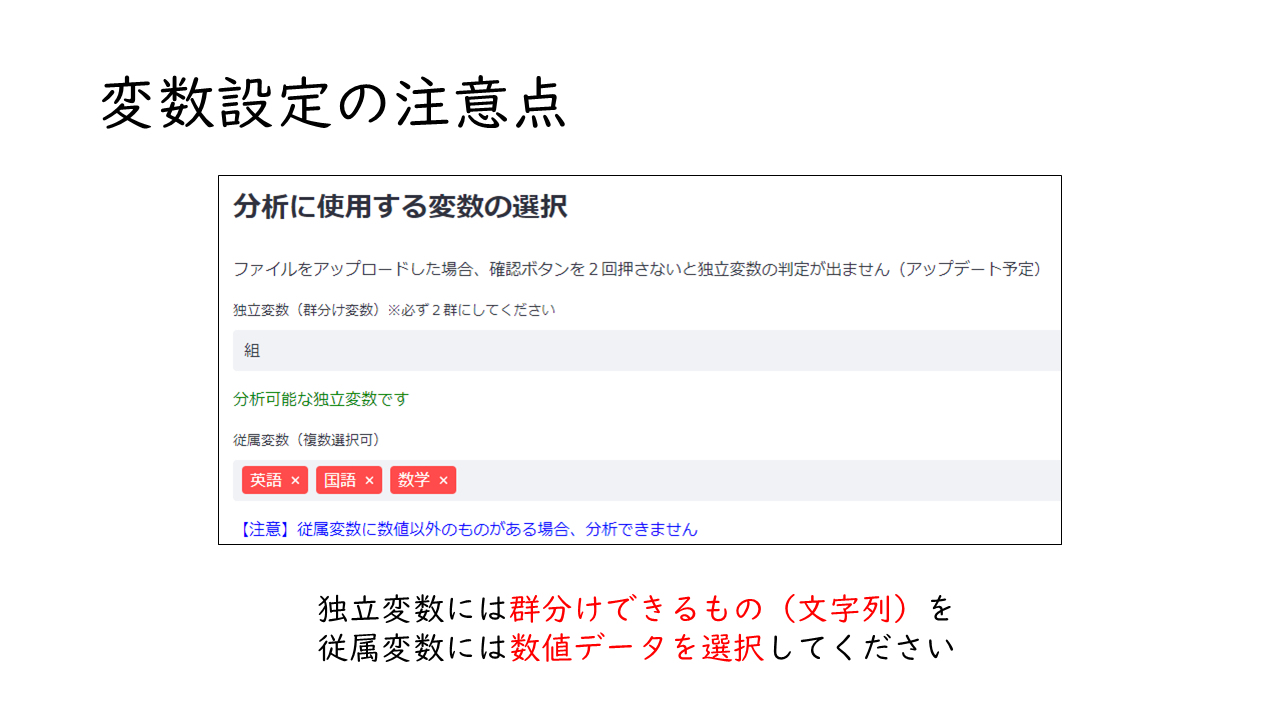 変数設定の注意点
分析に使用する変数の選択
ファイルをアップロードした場合、確認ボタンを２回押さないと独立変数の判定が出ません（アップデート予定）
独立変数（群分け変数）※必ず２群にしてください
組
分析可能な独立変数です
従属変数（複数選択可）
英語 × 国語 × 数学 ×
【注意】従属変数に数値以外のものがある場合、分析できません
独立変数には群分けできるもの（文字列）を
従属変数には数値データを選択してください